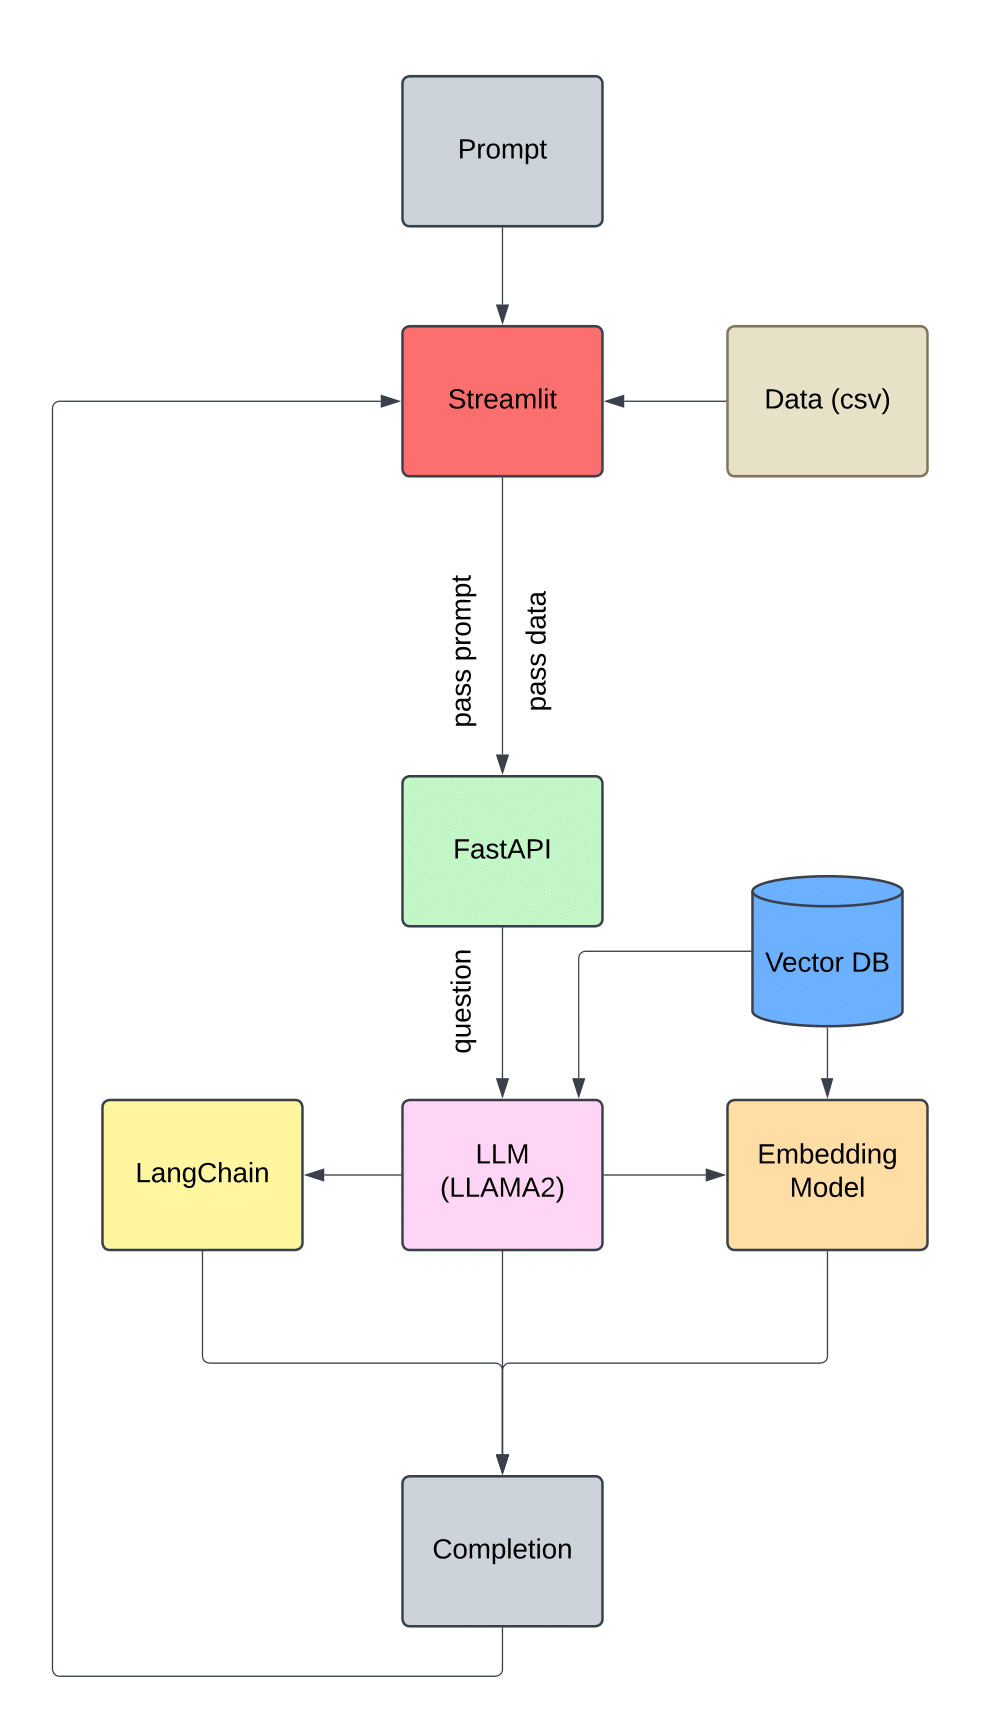 Prompt
Streamlit
Data (csv)
pass prompt
pass data
FastAPI
Vector DB
question
LangChain
LLM
(LLAMA2)
Embedding
Model
Completion